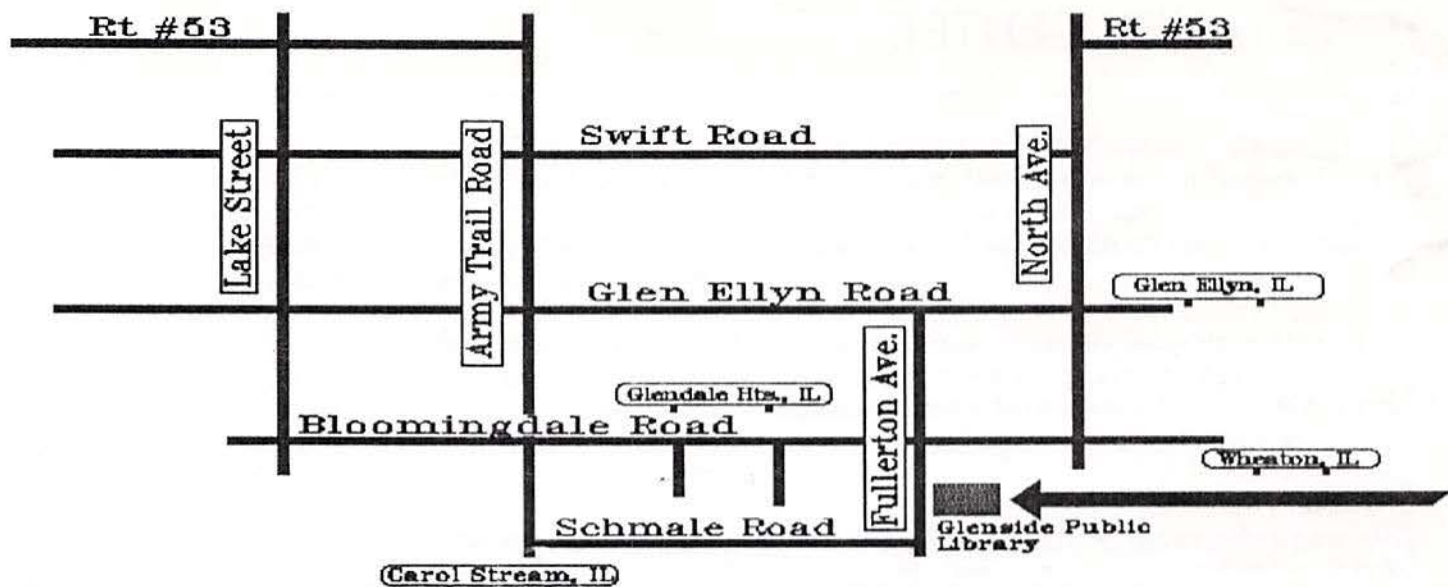 Rt #53
Rt #53
Swift Road
Lake Street
Army Trail Road
North Ave.
Glen Ellyn, IL
Glen Ellyn Road
Fullerton Ave.
Glendale Hts., IL
Bloomingdale Road
Wheaton, IL
Schmale Road
Glenside Public
Library
Carol Stream, IL